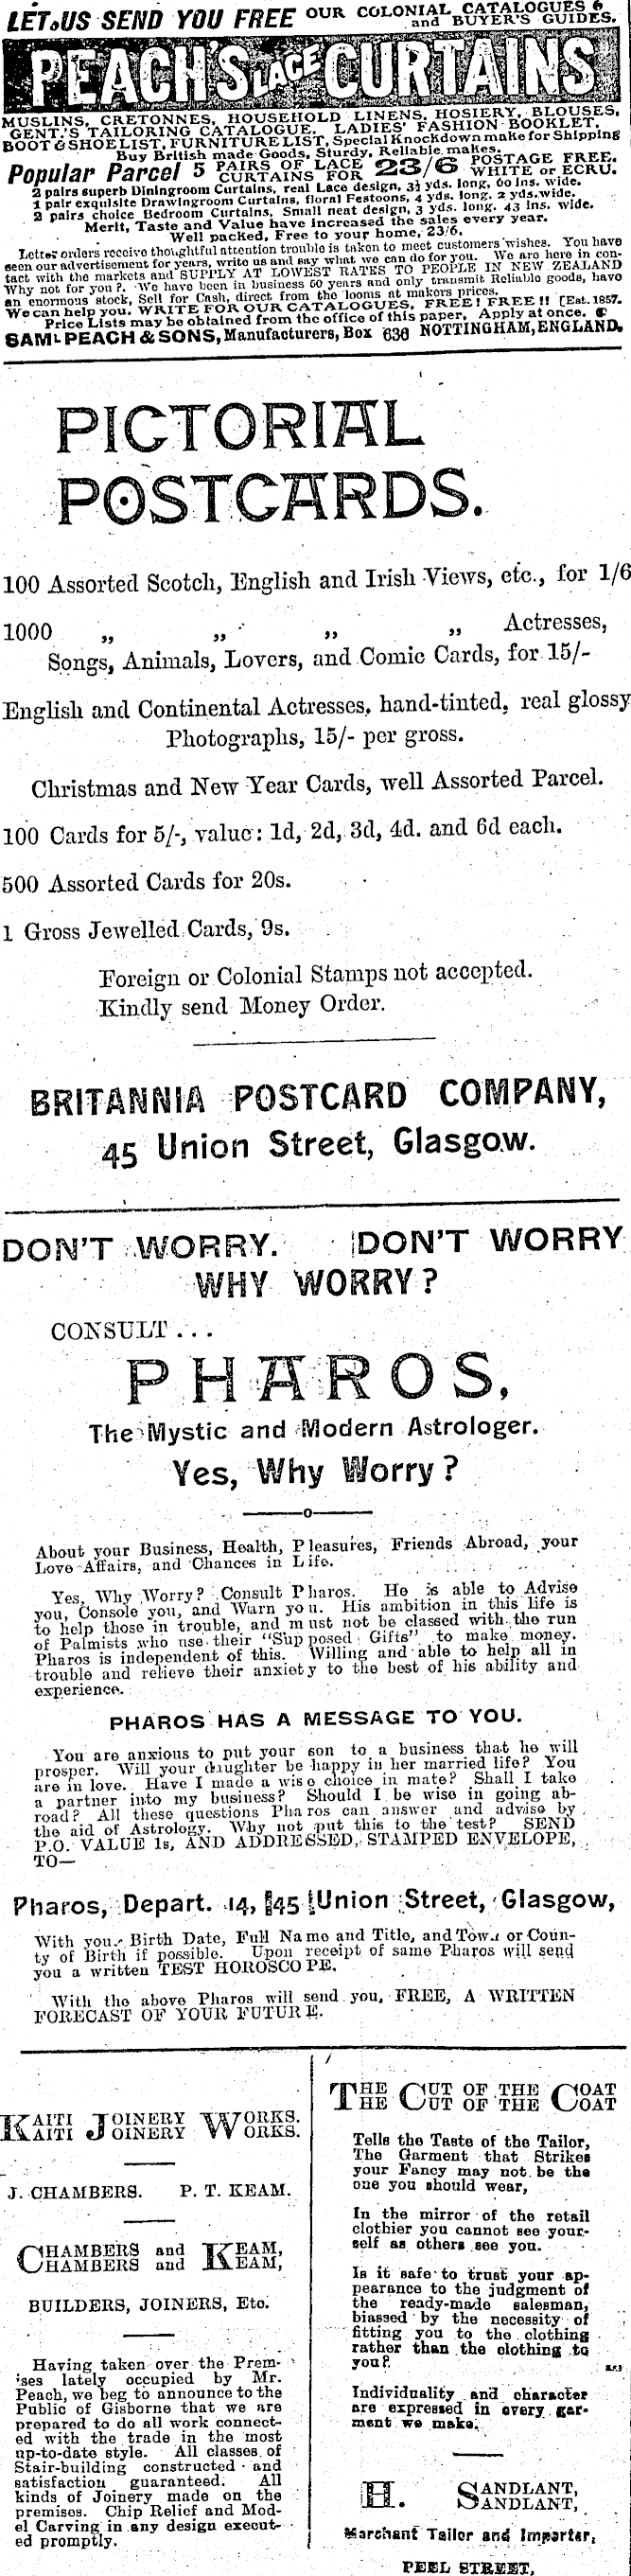 LET US SEND YOU FREE OUR COLONIAL CATALOGUES & and BUYER'S GUIDES.
PEACH'S LACE CURTAINS
MUSLINS, CRETONNES, HOUSEHOLD LINENS, HOSIERY, BLOUSES,
GENT.'S TAILORING CATALOGUE. LADIES' FASHION BOOKLET.
BOOT & SHOE LIST, FURNITURE LIST, Special Knockdown make for Shipping
Buy British made Goods, Sturdy, Reliable makes.
Popular Parcel 5 PAIRS OF LACE CURTAINS FOR 23/6 POSTAGE FREE. WHITE or ECRU.
2 pairs superb Diningroom Curtains, real Lace design, 3½ yds. long, 60 ins. wide.
1 pair exquisite Drawingroom Curtains, floral Festoons, 4 yds. long, 2 yds. wide.
2 pairs choice Bedroom Curtains, Small neat design, 3 yds. long, 43 ins. wide.
Merit, Taste and Value have increased the sales every year.
Well packed, Free to your home, 23/6.
Letter orders receive thoughtful attention trouble is taken to meet customers' wishes. You have
seen our advertisement for years, write us and say what we can do for you. We are here in con-
tact with the markets and SUPPLY AT LOWEST RATES TO PEOPLE IN NEW ZEALAND
Why not for you?. We have been in business 50 years and only transmit Reliable goods, have
an enormous stock, Sell for Cash, direct from the looms at makers prices.
We can help you. WRITE FOR OUR CATALOGUES, FREE! FREE!! [Est. 1857.
Price Lists may be obtained from the office of this paper, Apply at once.
SAML PEACH & SONS, Manufacturers, Box 636 NOTTINGHAM, ENGLAND.
PICTORIAL
POSTCARDS.
100 Assorted Scotch, English and Irish Views, etc., for 1/6
1000 ,, ,, ,, ,, Actresses,
Songs, Animals, Lovers, and Comic Cards, for 15/-
English and Continental Actresses, hand-tinted, real glossy
Photographs, 15/- per gross.
Christmas and New Year Cards, well Assorted Parcel.
100 Cards for 5/-, value: 1d, 2d, 3d, 4d. and 6d each.
500 Assorted Cards for 20s.
1 Gross Jewelled Cards, 9s.
Foreign or Colonial Stamps not accepted.
Kindly send Money Order.
BRITANNIA POSTCARD COMPANY,
45 Union Street, Glasgow.
DON'T WORRY. DON'T WORRY
WHY WORRY?
CONSULT...
PHAROS,
The Mystic and Modern Astrologer.
Yes, Why Worry?
About your Business, Health, Pleasures, Friends Abroad, your
Love Affairs, and Chances in Life.
Yes, Why Worry? Consult Pharos. He is able to Advise
you, Console you, and Warn you. His ambition in this life is
to help those in trouble, and must not be classed with the run
of Palmists who use their "Supposed Gifts" to make money.
Pharos is independent of this. Willing and able to help all in
trouble and relieve their anxiety to the best of his ability and
experience.
PHAROS HAS A MESSAGE TO YOU.
You are anxious to put your son to a business that he will
prosper. Will your daughter be happy in her married life? You
are in love. Have I made a wise choice in mate? Shall I take
a partner into my business? Should I be wise in going ab-
road? All these questions Pharos can answer and advise by
the aid of Astrology. Why not put this to the test? SEND
P.O. VALUE 1s, AND ADDRESSED, STAMPED ENVELOPE,
TO—
Pharos, Depart. 14, 45 Union Street, Glasgow,
With your Birth Date, Full Name and Title, and Town or Coun-
ty of Birth if possible. Upon receipt of same Pharos will send
you a written TEST HOROSCOPE.
With the above Pharos will send you, FREE, A WRITTEN
FORECAST OF YOUR FUTURE.
KAITI JOINERY WORKS.
KAITI JOINERY WORKS.
J. CHAMBERS. P. T. KEAM.
CHAMBERS and KEAM,
CHAMBERS and KEAM,
BUILDERS, JOINERS, Etc.
Having taken over the Prem-
ises lately occupied by Mr.
Peach, we beg to announce to the
Public of Gisborne that we are
prepared to do all work connect-
ed with the trade in the most
up-to-date style. All classes of
Stair-building constructed and
satisfaction guaranteed. All
kinds of Joinery made on the
premises. Chip Relief and Mod-
el Carving in any design execut-
ed promptly.
THE CUT OF THE COAT
THE CUT OF THE COAT
Tells the Taste of the Tailor,
The Garment that Strikes
your Fancy may not be the
one you should wear,
In the mirror of the retail
clothier you cannot see your-
self as others see you.
Is it safe to trust your ap-
pearance to the judgment of
the ready-made salesman,
biassed by the necessity of
fitting you to the clothing
rather than the clothing to
you?
Individuality and character
are expressed in every gar-
ment we make.
H. SANDLANT,
SANDLANT,
Marchant Tailor and Importer,
PEEL STREET,